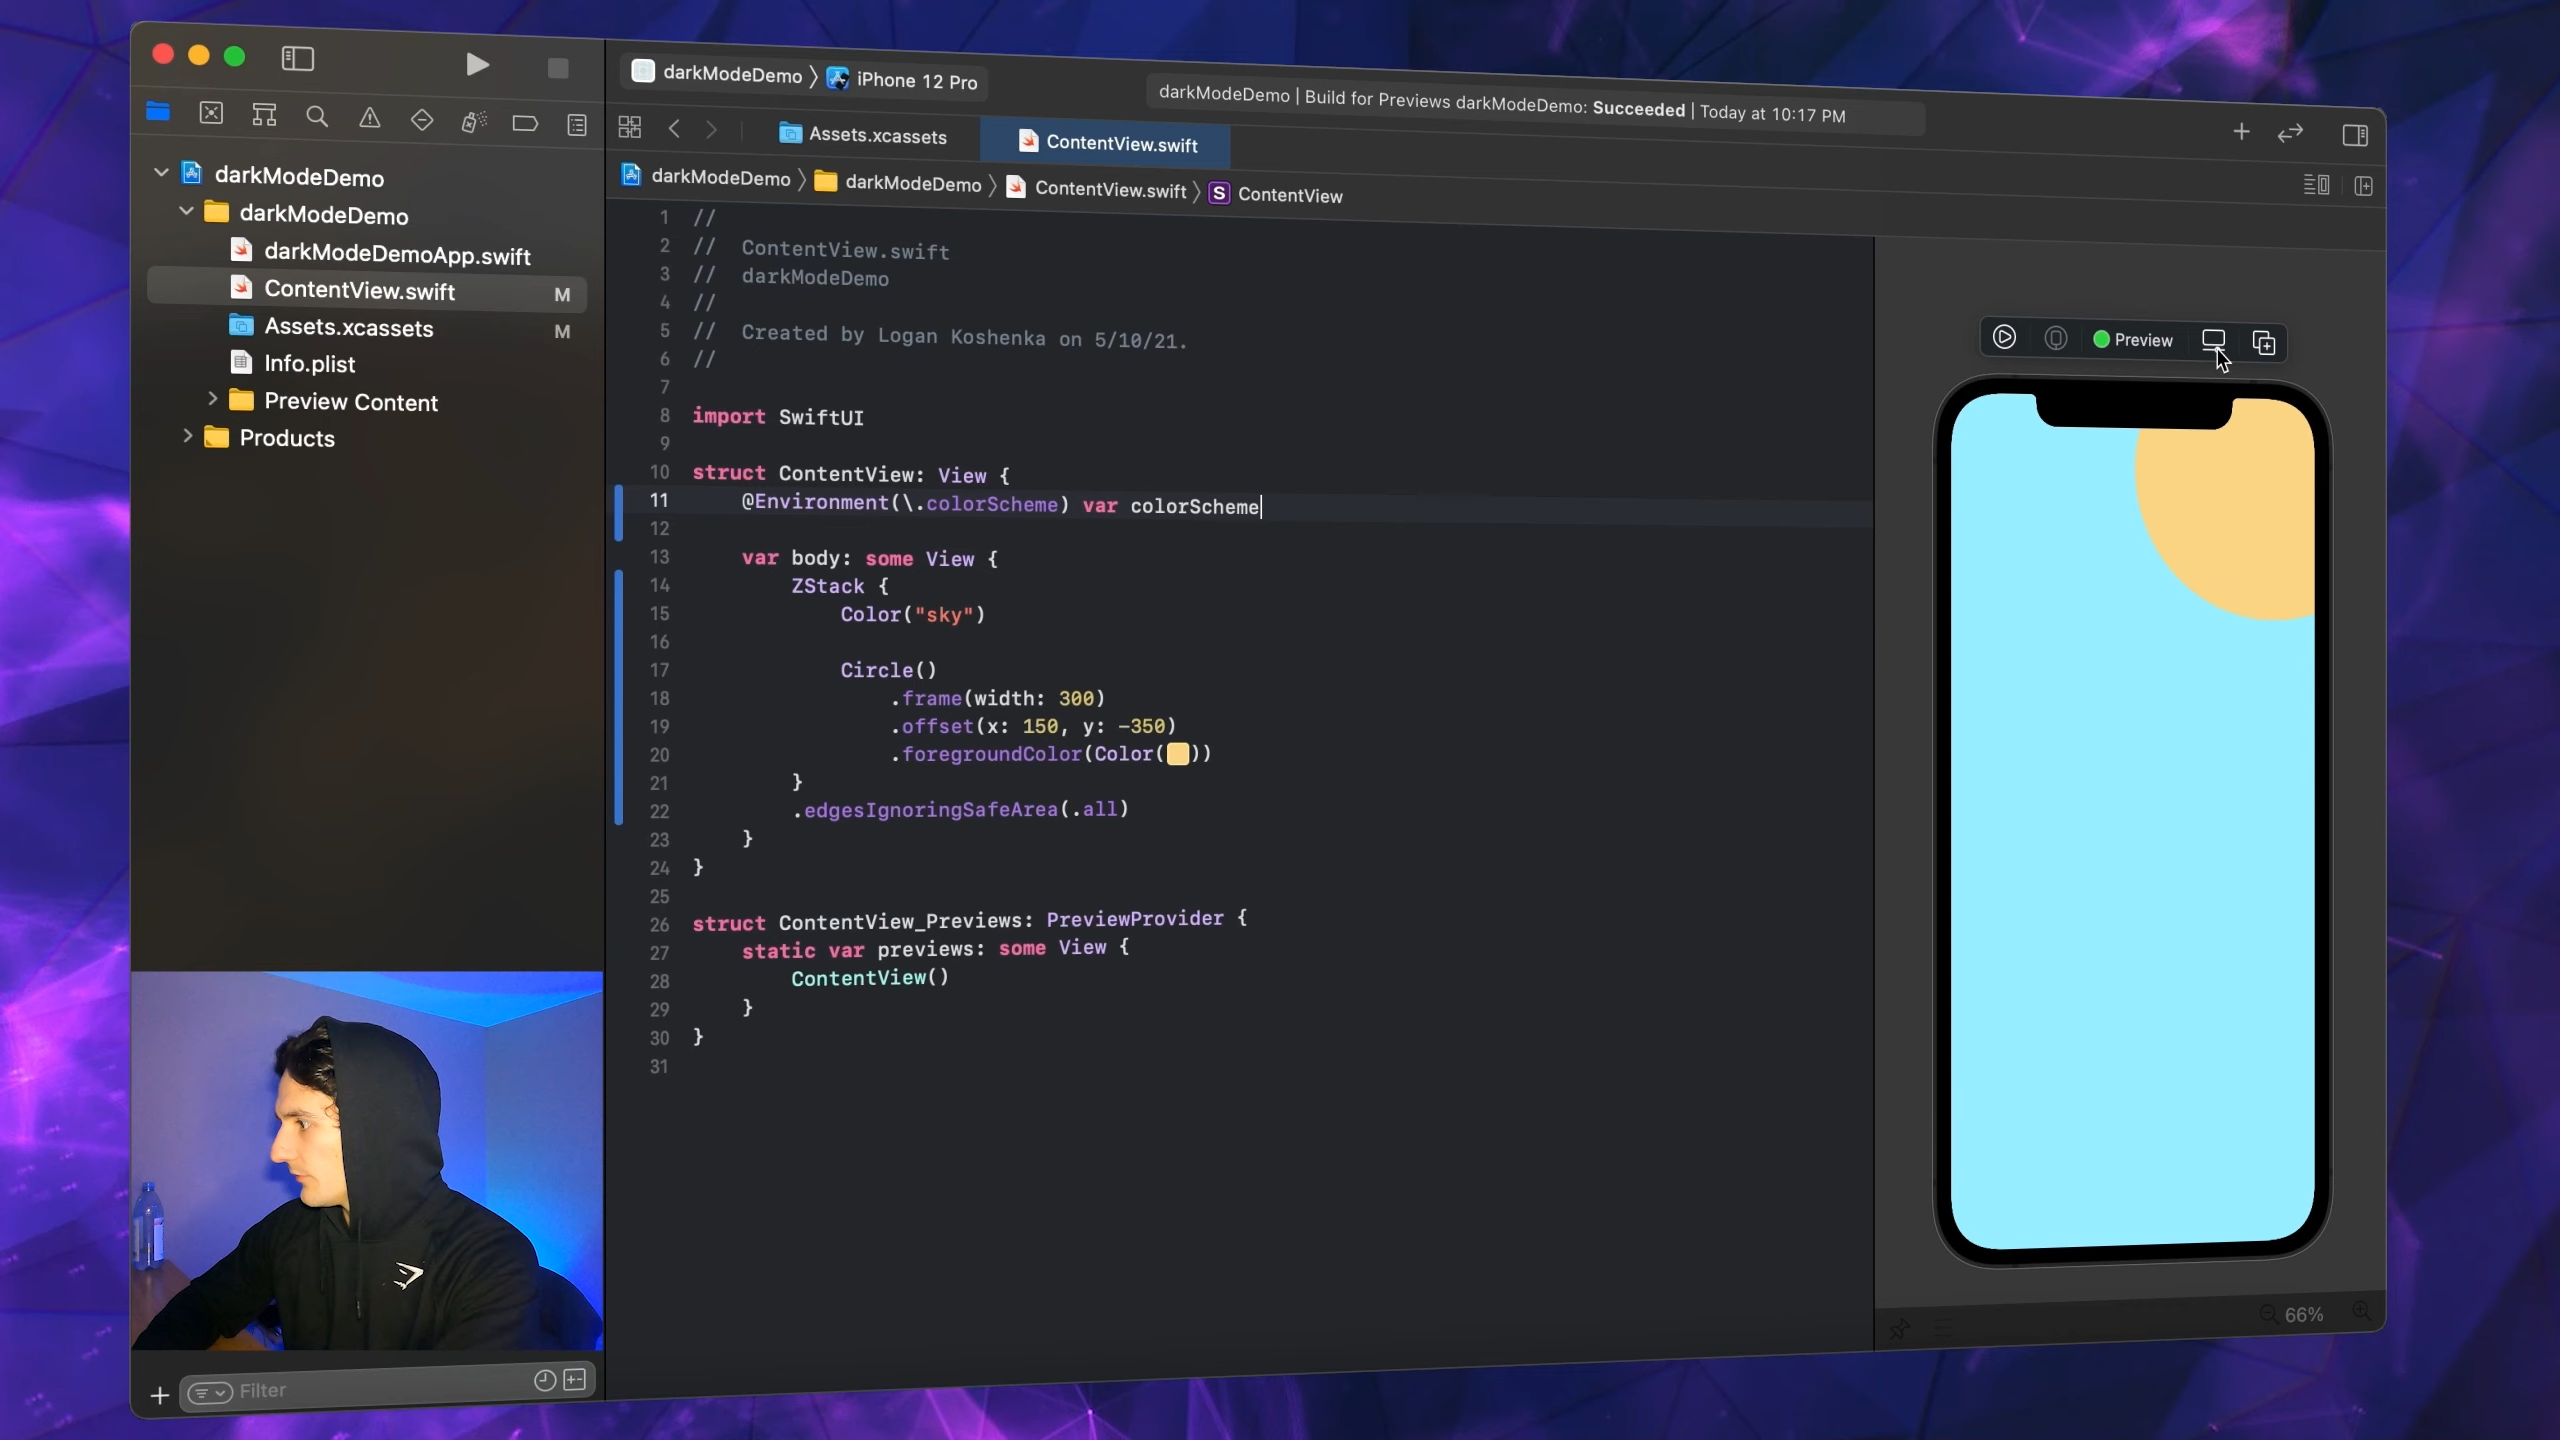 darkModeDemo
iPhone 12 Pro
darkModeDemo | Build for Previews darkModeDemo: Succeeded | Today at 10:17 PM
Assets.xcassets
ContentView.swift
darkModeDemo
darkModeDemo
ContentView.swift
S ContentView
darkModeDemo
darkModeDemo
darkModeDemoApp.swift
ContentView.swift M
Assets.xcassets M
Info.plist
Preview Content
Products
Filter
1 //
2 //  ContentView.swift
3 //  darkModeDemo
4 //
5 //  Created by Logan Koshenka on 5/10/21.
6 //
7
8 import SwiftUI
9
10 struct ContentView: View {
11     @Environment(\.colorScheme) var colorScheme
12
13     var body: some View {
14         ZStack {
15             Color("sky")
16
17             Circle()
18                 .frame(width: 300)
19                 .offset(x: 150, y: -350)
20                 .foregroundColor(Color())
21         }
22         .edgesIgnoringSafeArea(.all)
23     }
24 }
25
26 struct ContentView_Previews: PreviewProvider {
27     static var previews: some View {
28         ContentView()
29     }
30 }
31
Preview
66%